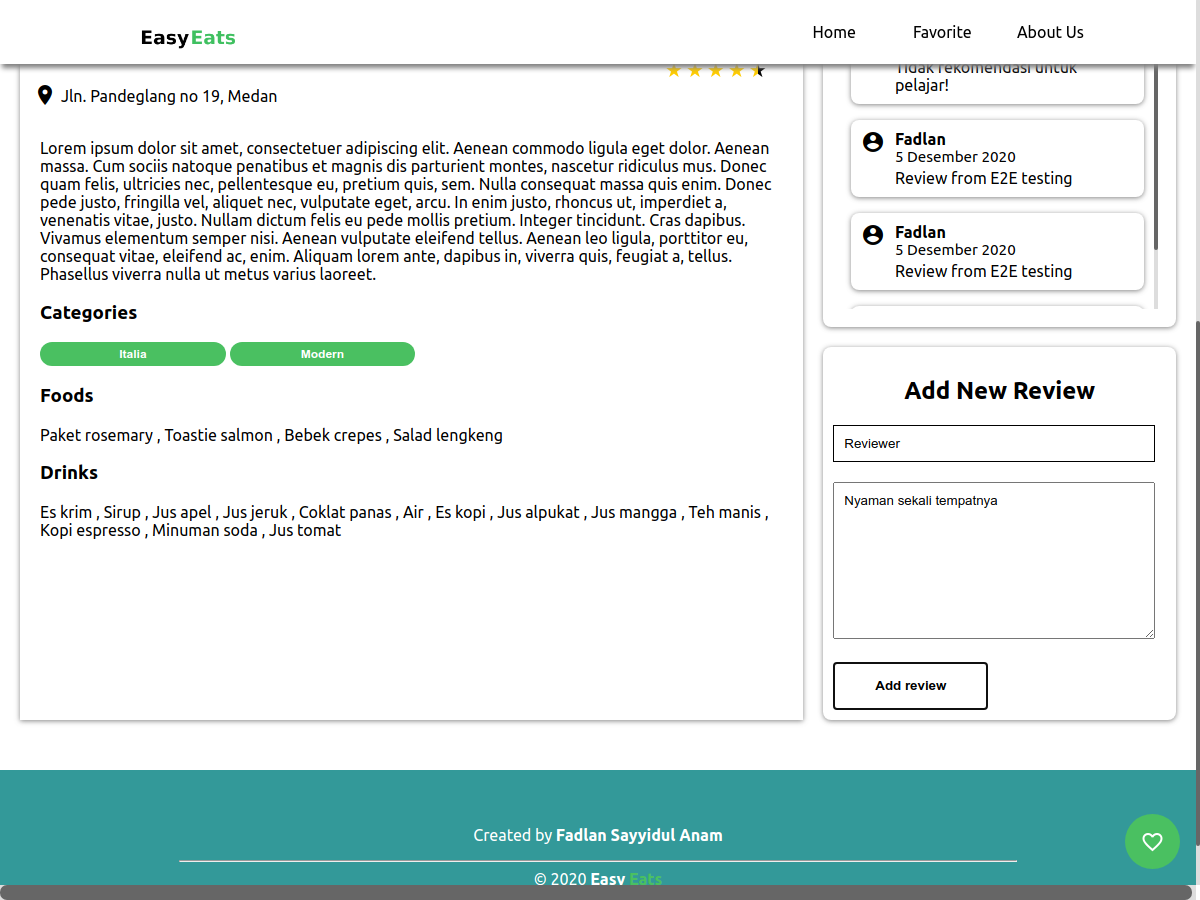 EasyEats
Home Favorite About Us
Jln. Pandeglang no 19, Medan
Lorem ipsum dolor sit amet, consectetuer adipiscing elit. Aenean commodo ligula eget dolor. Aenean
massa. Cum sociis natoque penatibus et magnis dis parturient montes, nascetur ridiculus mus. Donec
quam felis, ultricies nec, pellentesque eu, pretium quis, sem. Nulla consequat massa quis enim. Donec
pede justo, fringilla vel, aliquet nec, vulputate eget, arcu. In enim justo, rhoncus ut, imperdiet a,
venenatis vitae, justo. Nullam dictum felis eu pede mollis pretium. Integer tincidunt. Cras dapibus.
Vivamus elementum semper nisi. Aenean vulputate eleifend tellus. Aenean leo ligula, porttitor eu,
consequat vitae, eleifend ac, enim. Aliquam lorem ante, dapibus in, viverra quis, feugiat a, tellus.
Phasellus viverra nulla ut metus varius laoreet.
Categories
Italia Modern
Foods
Paket rosemary , Toastie salmon , Bebek crepes , Salad lengkeng
Drinks
Es krim , Sirup , Jus apel , Jus jeruk , Coklat panas , Air , Es kopi , Jus alpukat , Jus mangga , Teh manis ,
Kopi espresso , Minuman soda , Jus tomat
Tidak rekomendasi untuk
pelajar!
Fadlan
5 Desember 2020
Review from E2E testing
Fadlan
5 Desember 2020
Review from E2E testing
Add New Review
Reviewer
Nyaman sekali tempatnya
Add review
Created by Fadlan Sayyidul Anam
© 2020 Easy Eats